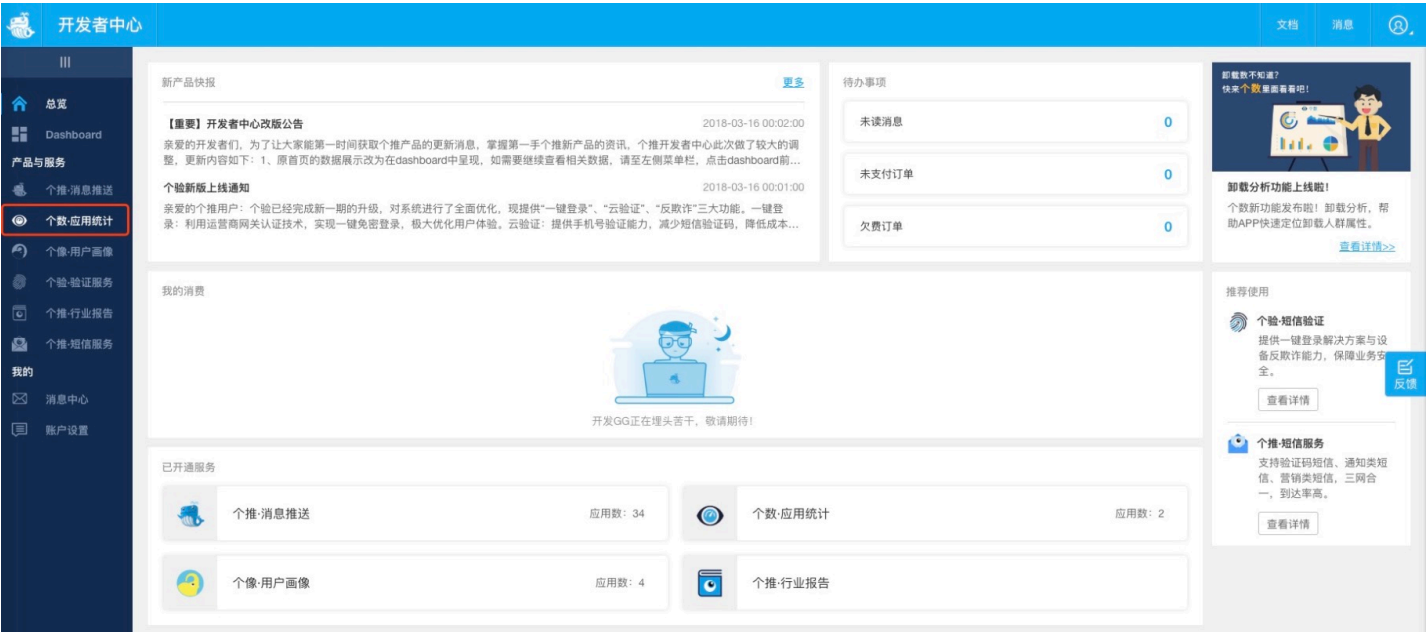 开发者中心
文档
消息
总览
Dashboard
产品与服务
个推·消息推送
个数·应用统计
个像·用户画像
个验·验证服务
个推·行业报告
个推·短信服务
我的
消息中心
账户设置
新产品快报
更多
【重要】开发者中心改版公告
2018-03-16 00:02:00
亲爱的开发者们，为了让大家能第一时间获取个推产品的更新消息，掌握第一手个推新产品的资讯。个推开发者中心此次做了较大的调
整，更新内容如下：1、原首页的数据展示改为在dashboard中呈现，如需要继续查看相关数据，请至左侧菜单栏，点击dashboard前...
个验新版上线通知
2018-03-16 00:01:00
亲爱的个推用户：个验已经完成新一期的升级，对系统进行了全面优化，现提供“一键登录”、“云验证”、“反欺诈”三大功能。一键登
录：利用运营商网关认证技术，实现一键免密登录，极大优化用户体验。云验证：提供手机号验证能力，减少短信验证码，降低成本...
待办事项
未读消息
0
未支付订单
0
欠费订单
0
卸载数不知道?
快来个数里面看看吧!
卸载分析功能上线啦!
个数新功能发布啦! 卸载分析，帮
助APP快速定位卸载人群属性。
查看详情>>
我的消费
开发GG正在埋头苦干，敬请期待!
推荐使用
个验·短信验证
提供一键登录解决方案与设
备反欺诈能力，保障业务安
全。
查看详情
个推·短信服务
支持验证码短信、通知类短
信、营销类短信，三网合
一，到达率高。
查看详情
反馈
已开通服务
个推·消息推送
应用数：34
个数·应用统计
应用数：2
个像·用户画像
应用数：4
个推·行业报告